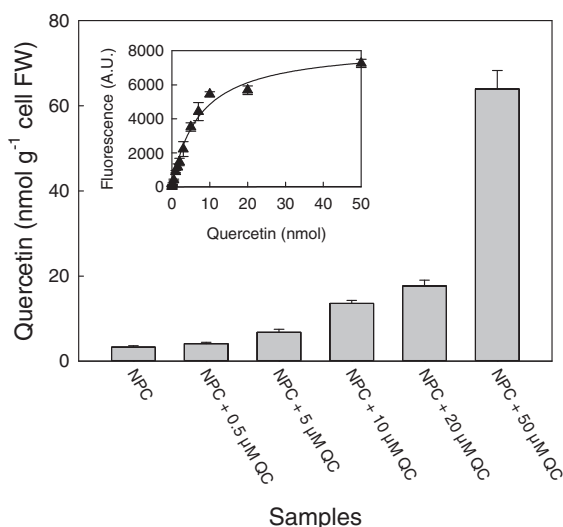 Quercetin (nmol g-1 cell FW)
80
60
40
20
0
Fluorescence (A.U.)
8000
6000
4000
2000
0
0 10 20 30 40 50
Quercetin (nmol)
NPC
NPC + 0.5 µM QC
NPC + 5 µM QC
NPC + 10 µM QC
NPC + 20 µM QC
NPC + 50 µM QC
Samples